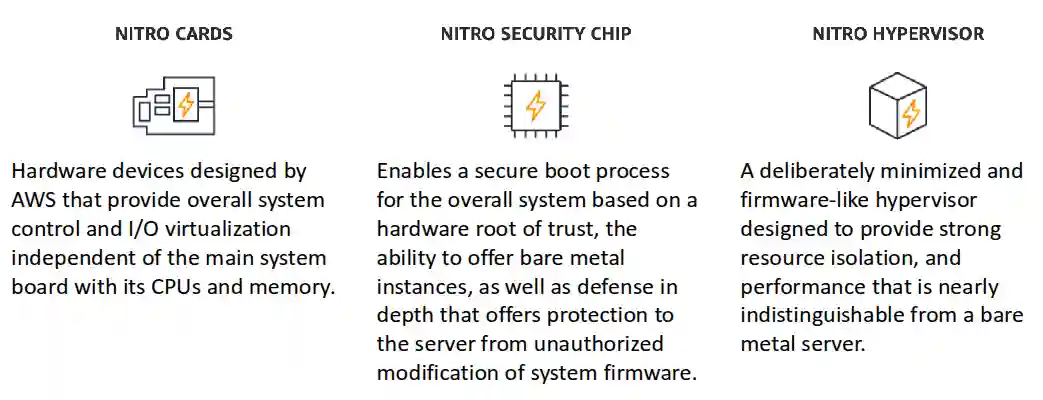 NITRO CARDS
Hardware devices designed by
AWS that provide overall system
control and I/O virtualization
independent of the main system
board with its CPUs and memory.
NITRO SECURITY CHIP
Enables a secure boot process
for the overall system based on a
hardware root of trust, the
ability to offer bare metal
instances, as well as defense in
depth that offers protection to
the server from unauthorized
modification of system firmware.
NITRO HYPERVISOR
A deliberately minimized and
firmware-like hypervisor
designed to provide strong
resource isolation, and
performance that is nearly
indistinguishable from a bare
metal server.